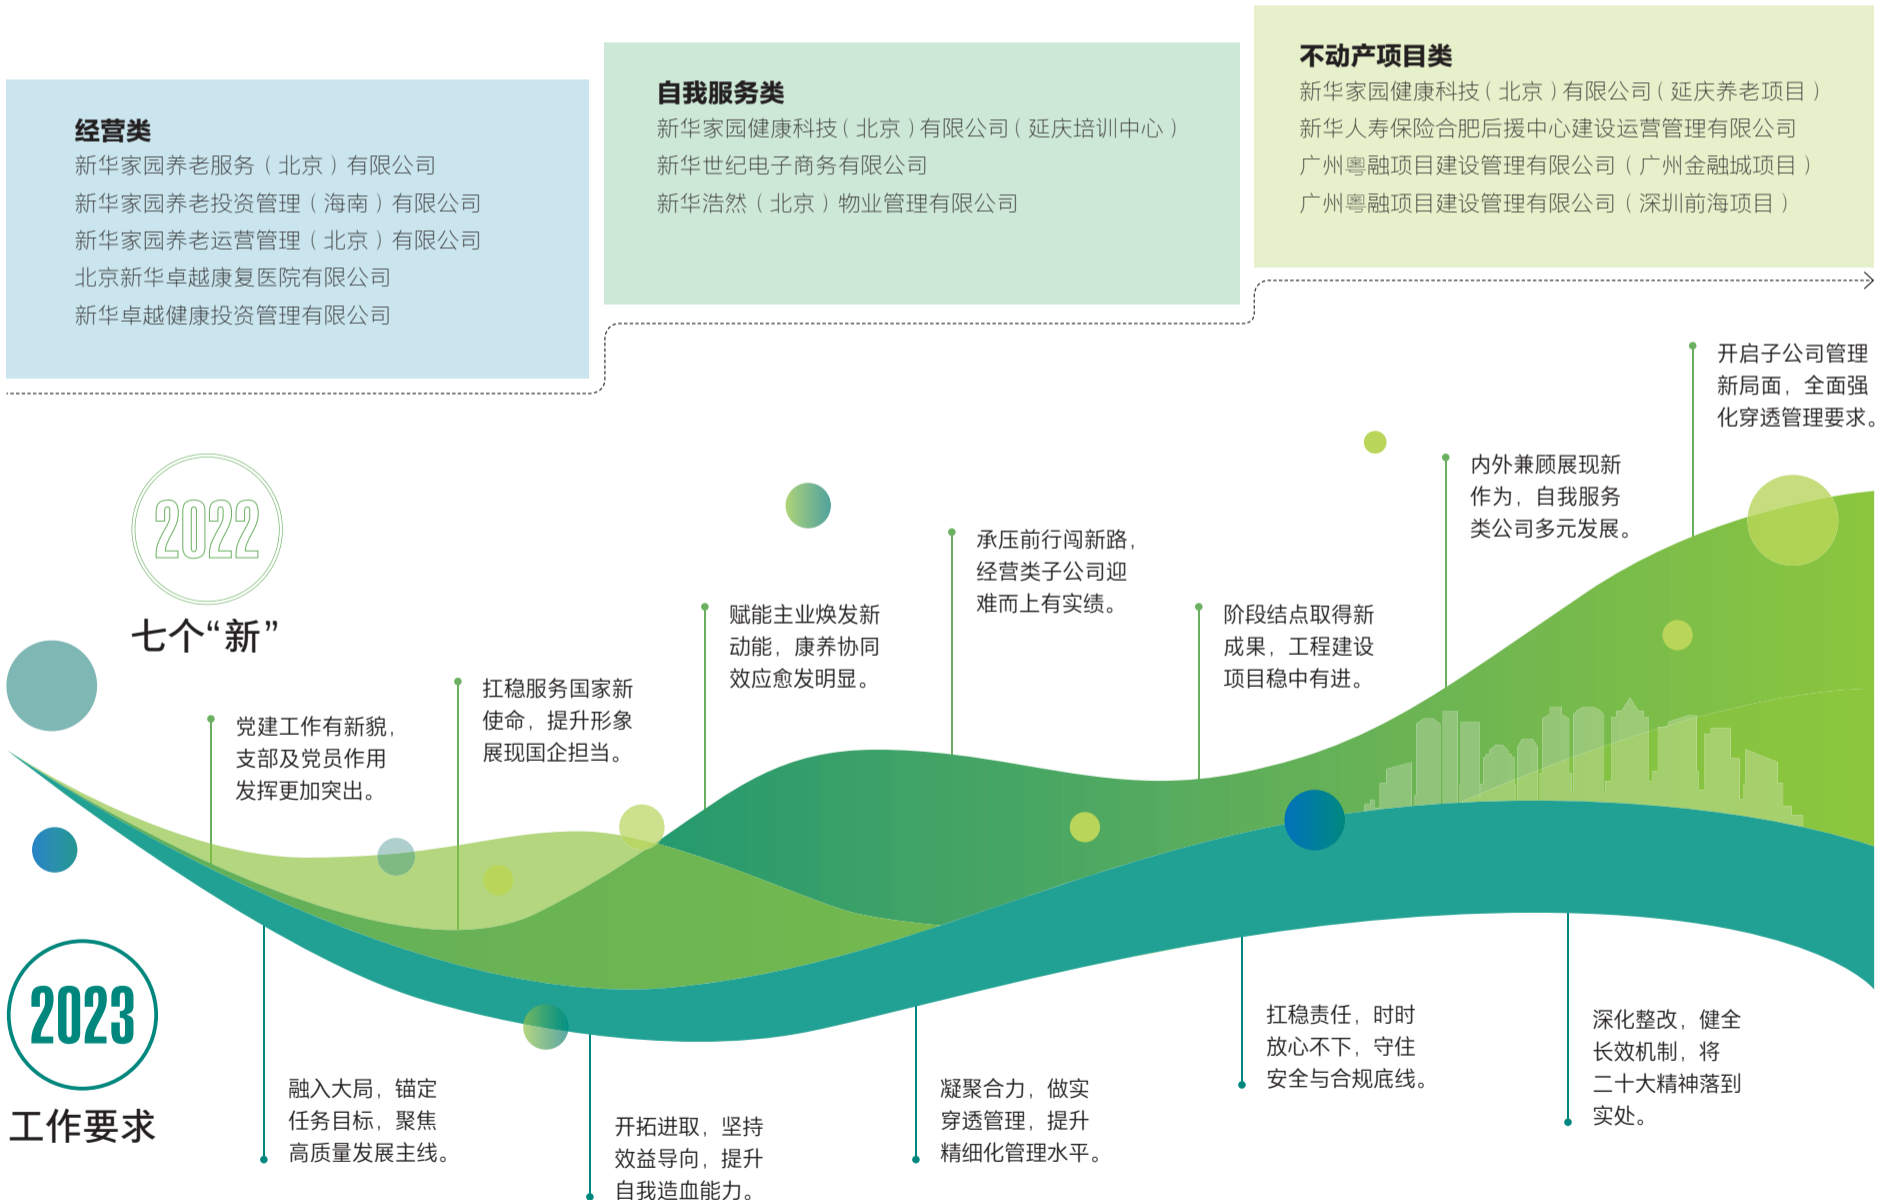 经营类
新华家园养老服务（北京）有限公司
新华家园养老投资管理（海南）有限公司
新华家园养老运营管理（北京）有限公司
北京新华卓越康复医院有限公司
新华卓越健康投资管理有限公司
自我服务类
新华家园健康科技（北京）有限公司（延庆培训中心）
新华世纪电子商务有限公司
新华浩然（北京）物业管理有限公司
不动产项目类
新华家园健康科技（北京）有限公司（延庆养老项目）
新华人寿保险合肥后援中心建设运营管理有限公司
广州粤融项目建设管理有限公司（广州金融城项目）
广州粤融项目建设管理有限公司（深圳前海项目）
2022
七个“新”
党建工作有新貌，
支部及党员作用
发挥更加突出。
扛稳服务国家新
使命，提升形象
展现国企担当。
赋能主业焕发新
动能，康养协同
效应愈发明显。
承压前行闯新路，
经营类子公司迎
难而上有实绩。
阶段结点取得新
成果，工程建设
项目稳中有进。
内外兼顾展现新
作为，自我服务
类公司多元发展。
开启子公司管理
新局面，全面强
化穿透管理要求。
2023
工作要求
融入大局，锚定
任务目标，聚焦
高质量发展主线。
开拓进取，坚持
效益导向，提升
自我造血能力。
凝聚合力，做实
穿透管理，提升
精细化管理水平。
扛稳责任，时时
放心不下，守住
安全与合规底线。
深化整改，健全
长效机制，将
二十大精神落到
实处。